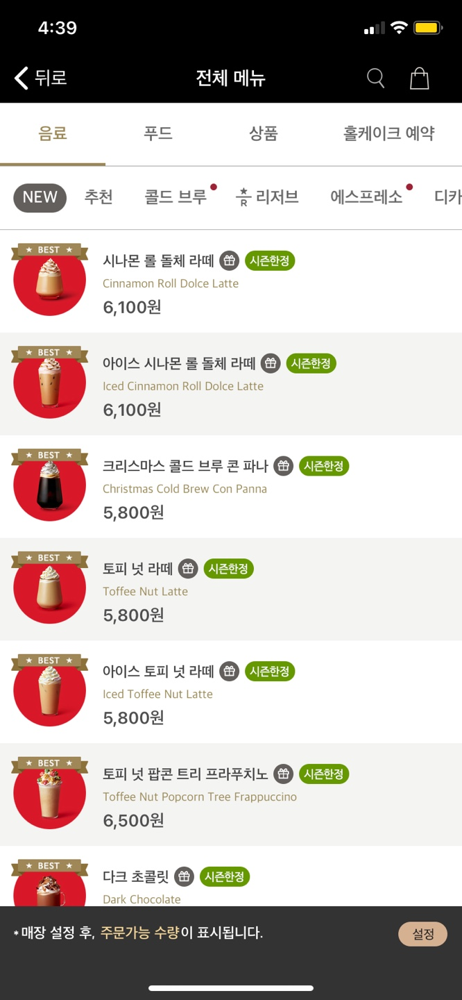 4:39
뒤로 전체 메뉴
음료 푸드 상품 홀케이크 예약
NEW 추천 콜드 브루 R 리저브 에스프레소 디카
★ BEST ★
시나몬 롤 돌체 라떼 시즌한정
Cinnamon Roll Dolce Latte
6,100원
★ BEST ★
아이스 시나몬 롤 돌체 라떼 시즌한정
Iced Cinnamon Roll Dolce Latte
6,100원
★ BEST ★
크리스마스 콜드 브루 콘 파나 시즌한정
Christmas Cold Brew Con Panna
5,800원
★ BEST ★
토피 넛 라떼 시즌한정
Toffee Nut Latte
5,800원
★ BEST ★
아이스 토피 넛 라떼 시즌한정
Iced Toffee Nut Latte
5,800원
★ BEST ★
토피 넛 팝콘 트리 프라푸치노 시즌한정
Toffee Nut Popcorn Tree Frappuccino
6,500원
★ BEST ★
다크 초콜릿 시즌한정
Dark Chocolate
*매장 설정 후, 주문가능 수량이 표시됩니다. 설정